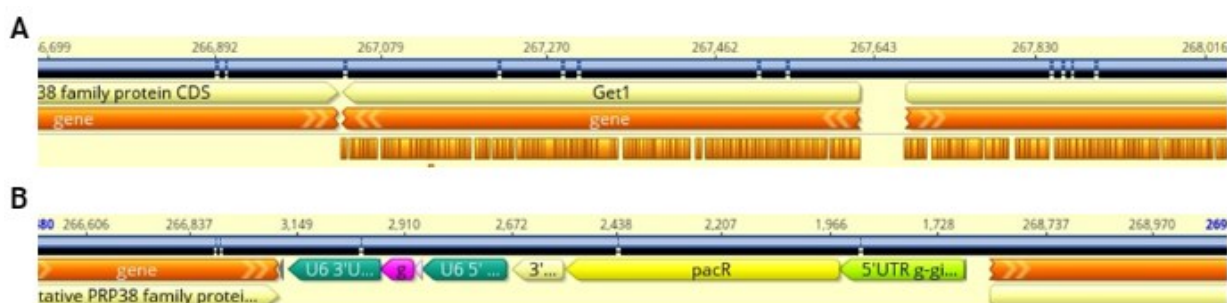 A
6,699 266,892 267,079 267,270 267,462 267,643 267,830 268,016
38 family protein CDS Get1
gene gene
B
380 266,606 266,837 3,149 2,910 2,672 2,438 2,207 1,966 1,728 268,737 268,970 269
gene U6 3'U... g U6 5' ... 3'... pacR 5'UTR g-gi...
tative PRP38 family protei...